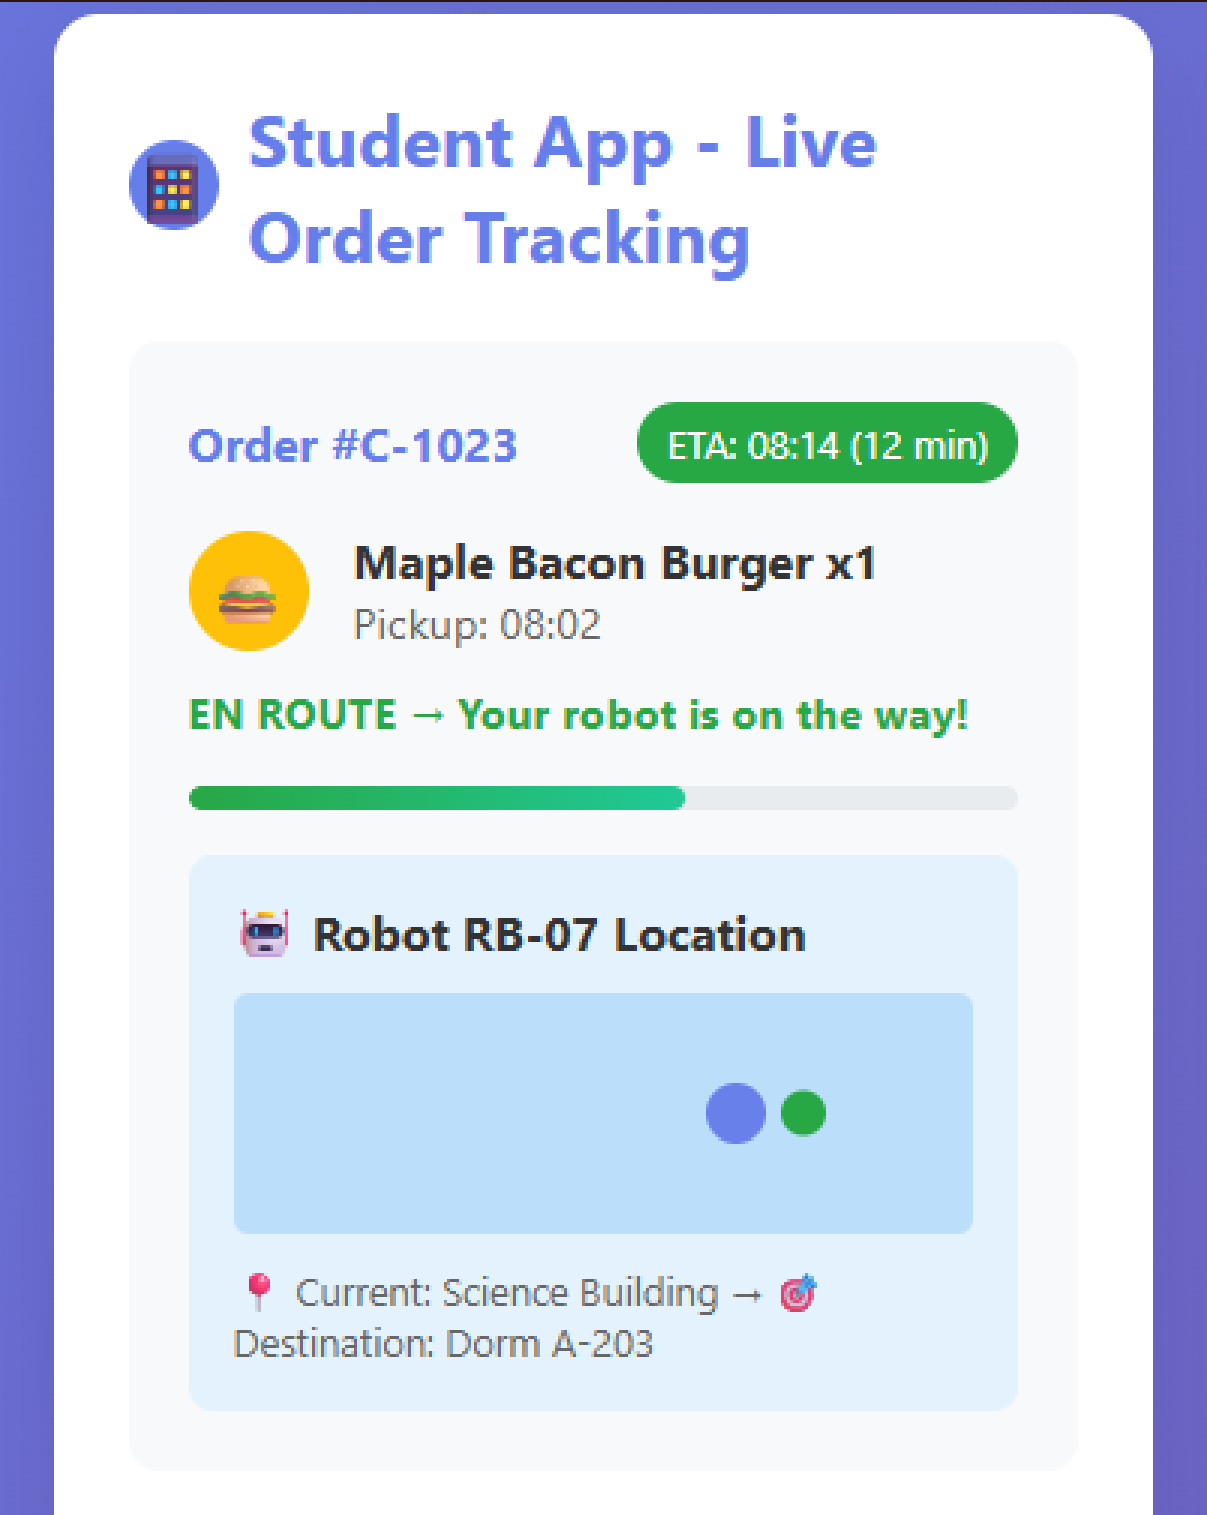 Student App - Live
Order Tracking
Order #C-1023
ETA: 08:14 (12 min)
Maple Bacon Burger x1
Pickup: 08:02
EN ROUTE → Your robot is on the way!
Robot RB-07 Location
Current: Science Building →
Destination: Dorm A-203